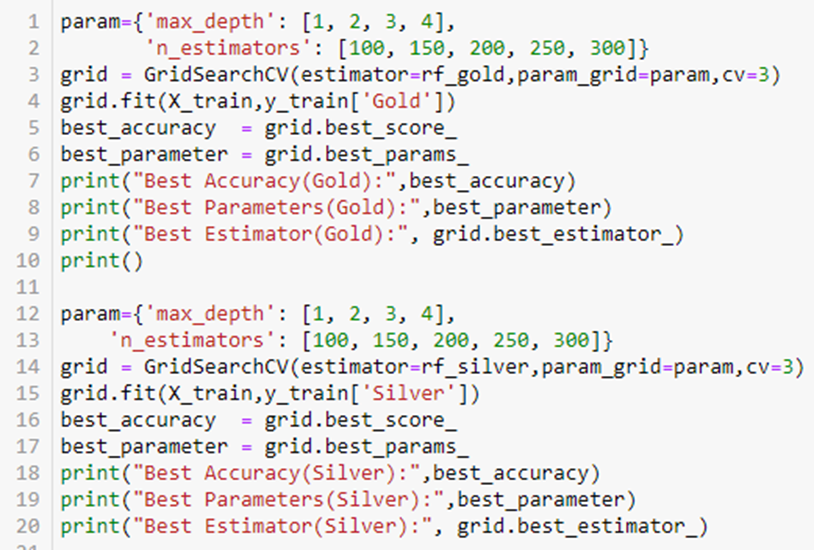 1 param={'max_depth': [1, 2, 3, 4],
2        'n_estimators': [100, 150, 200, 250, 300]}
3 grid = GridSearchCV(estimator=rf_gold,param_grid=param,cv=3)
4 grid.fit(X_train,y_train['Gold'])
5 best_accuracy  = grid.best_score_
6 best_parameter = grid.best_params_
7 print("Best Accuracy(Gold):",best_accuracy)
8 print("Best Parameters(Gold):",best_parameter)
9 print("Best Estimator(Gold):", grid.best_estimator_)
10 print()
11
12 param={'max_depth': [1, 2, 3, 4],
13     'n_estimators': [100, 150, 200, 250, 300]}
14 grid = GridSearchCV(estimator=rf_silver,param_grid=param,cv=3)
15 grid.fit(X_train,y_train['Silver'])
16 best_accuracy  = grid.best_score_
17 best_parameter = grid.best_params_
18 print("Best Accuracy(Silver):",best_accuracy)
19 print("Best Parameters(Silver):",best_parameter)
20 print("Best Estimator(Silver):", grid.best_estimator_)